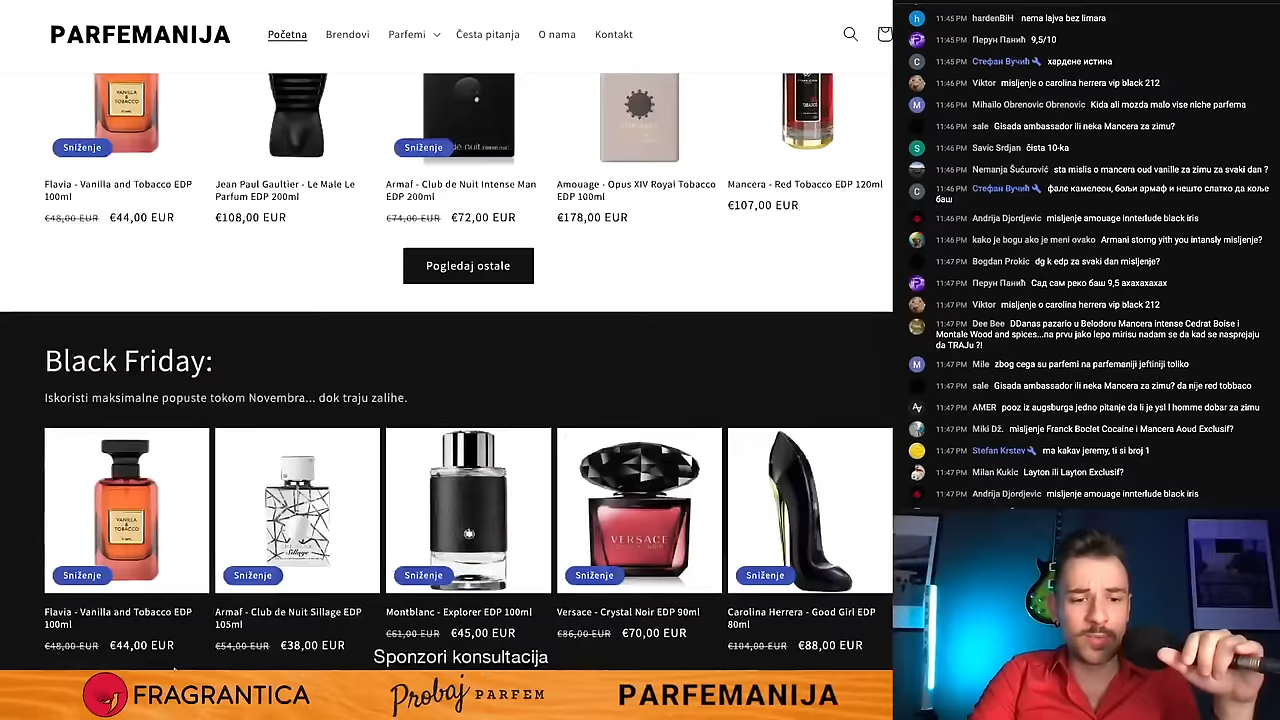 PARFEMANIJA
Početna
Brendovi
Parfemi
Česta pitanja
O nama
Kontakt
VANILLA
&
TOBACCO
Sniženje
Sniženje
Flavia - Vanilla and Tobacco EDP
100ml
€48,00 EUR €44,00 EUR
Jean Paul Gaultier - Le Male Le
Parfum EDP 200ml
€108,00 EUR
Armaf - Club de Nuit Intense Man
EDP 200ml
€74,00 EUR €72,00 EUR
Amouage - Opus XIV Royal Tobacco
EDP 100ml
€178,00 EUR
Mancera - Red Tobacco EDP 120ml
€107,00 EUR
Pogledaj ostale
Black Friday:
Iskoristi maksimalne popuste tokom Novembra... dok traju zalihe.
VANILLA
&
TOBACCO
Sillage
VERSACE
Sniženje
Sniženje
Sniženje
Sniženje
Sniženje
Flavia - Vanilla and Tobacco EDP
100ml
€48,00 EUR €44,00 EUR
Armaf - Club de Nuit Sillage EDP
105ml
€54,00 EUR €38,00 EUR
Montblanc - Explorer EDP 100ml
€61,00 EUR €45,00 EUR
Versace - Crystal Noir EDP 90ml
€86,00 EUR €70,00 EUR
Carolina Herrera - Good Girl EDP
80ml
€104,00 EUR €88,00 EUR
Sponzori konsultacija
FRAGRANTICA
Probaj PARFEM
PARFEMANIJA
11:45 PM hardenBiH nema lajva bez limara
11:45 PM Перун Панић 9,5/10
11:45 PM Стефан Вучић хардене истина
11:46 PM Viktor misljenje o carolina herrera vip black 212
11:46 PM Mihailo Obrenovic Obrenovic Kida ali mozda malo vise niche parfema
11:46 PM sale Gisada ambassador ili neka Mancera za zimu?
11:46 PM Savic Srdjan čista 10-ka
11:46 PM Nemanja Šućurović sta mislis o mancera oud vanille za zimu za svaki dan ?
11:46 PM Стефан Вучић фале камелеон, бољи армаф и нешто слатко да коље
баш
11:46 PM Andrija Djordjevic misljenje amouage innterlude black iris
11:46 PM kako je bogu ako je meni ovako Armani storng yith you intansly misljenje?
11:47 PM Bogdan Prokic dg k edp za svaki dan misljenje?
11:47 PM Перун Панић Сад сам реко баш 9,5 ахахахахах
11:47 PM Viktor misljenje o carolina herrera vip black 212
11:47 PM Dee Bee DDanas pazario u Belodoru Mancera intense Cedrat Boise i
Montale Wood and spices...na prvu jako lepo mirisu nadam se da kad se nasprejaju
da TRAJu ?!
11:47 PM Mile zbog cega su parfemi na parfemaniji jeftiniji toliko
11:47 PM sale Gisada ambassador ili neka Mancera za zimu? da nije red tobbaco
11:47 PM AMER pooz iz augsburga jedno pitanje da li je ysl l homme dobar za zimu
11:47 PM Miki Dž. misljenje Franck Boclet Cocaine i Mancera Aoud Exclusif?
11:47 PM Stefan Krstev ma kakav jeremy, ti si broj 1
11:47 PM Milan Kukic Layton ili Layton Exclusif?
11:47 PM Andrija Djordjevic misljenje amouage innterlude black iris